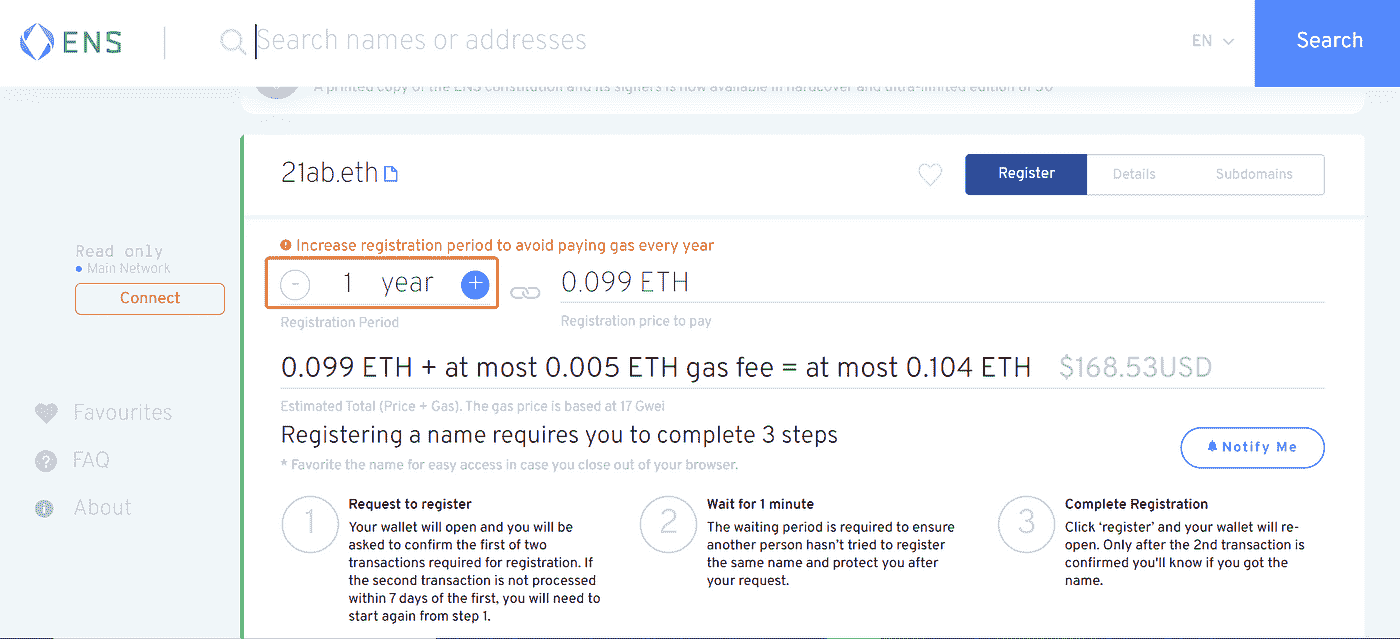 ENS
Search names or addresses
EN
Search
A printed copy of the ENS constitution and its signers is now available in hardcover and ultra-limited edition of 50
21ab.eth
Register
Details
Subdomains
Read only
Main Network
Connect
Increase registration period to avoid paying gas every year
- 1 year +
0.099 ETH
Registration Period
Registration price to pay
0.099 ETH + at most 0.005 ETH gas fee = at most 0.104 ETH $168.53USD
Estimated Total (Price + Gas). The gas price is based at 17 Gwei
Favourites
FAQ
About
Registering a name requires you to complete 3 steps
* Favorite the name for easy access in case you close out of your browser.
Notify Me
1
Request to register
Your wallet will open and you will be
asked to confirm the first of two
transactions required for registration. If
the second transaction is not processed
within 7 days of the first, you will need to
start again from step 1.
2
Wait for 1 minute
The waiting period is required to ensure
another person hasn't tried to register
the same name and protect you after
your request.
3
Complete Registration
Click ‘register’ and your wallet will re-
open. Only after the 2nd transaction is
confirmed you'll know if you got the
name.